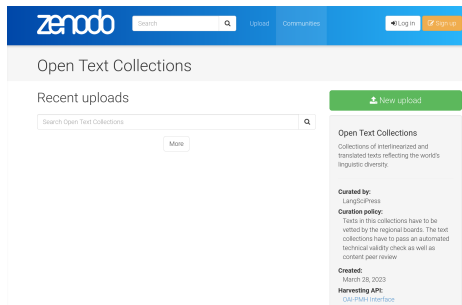 zenodo
Search
Upload
Communities
Log in
Sign up
Open Text Collections
Recent uploads
Search Open Text Collections
More
New upload
Open Text Collections
Collections of interlinearized and
translated texts reflecting the world's
linguistic diversity.
Curated by:
LangSciPress
Curation policy:
Texts in this collections have to be
vetted by the regional boards. The text
collections have to pass an automated
technical validity check as well as
content peer review
Created:
March 28, 2023
Harvesting API:
OAI-PMH Interface